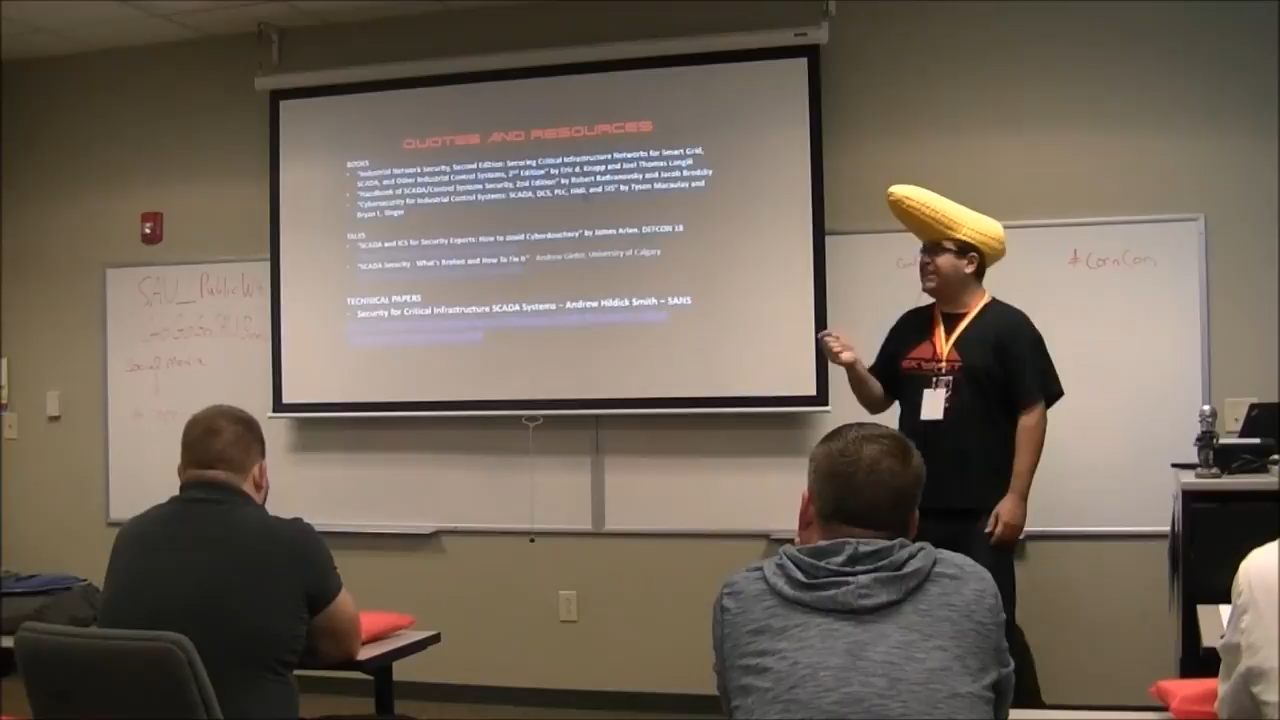 QUOTES AND RESOURCES
BOOKS
• "Industrial Network Security, Second Edition: Securing Critical Infrastructure Networks for Smart Grid,
SCADA, and Other Industrial Control Systems, 2nd Edition" by Eric d. Knapp and Joel Thomas Langill
• "Handbook of SCADA/Control Systems Security, 2nd Edition" by Robert Radvanovsky and Jacob Brodsky
• "Cybersecurity for Industrial Control Systems: SCADA, DCS, PLC, HMI, and SIS" by Tyson Macaulay and
Bryan L. Singer
TALKS
• "SCADA and ICS for Security Experts: How to avoid Cyberdouchery" by James Arlen, DEFCON 18
• "SCADA Security - What's Broken and How To Fix It" Andrew Ginter, University of Calgary
TECHNICAL PAPERS
• Security for Critical Infrastructure SCADA Systems – Andrew Hildick Smith – SANS
SAU_PublicWi
Social Media
#CornCon